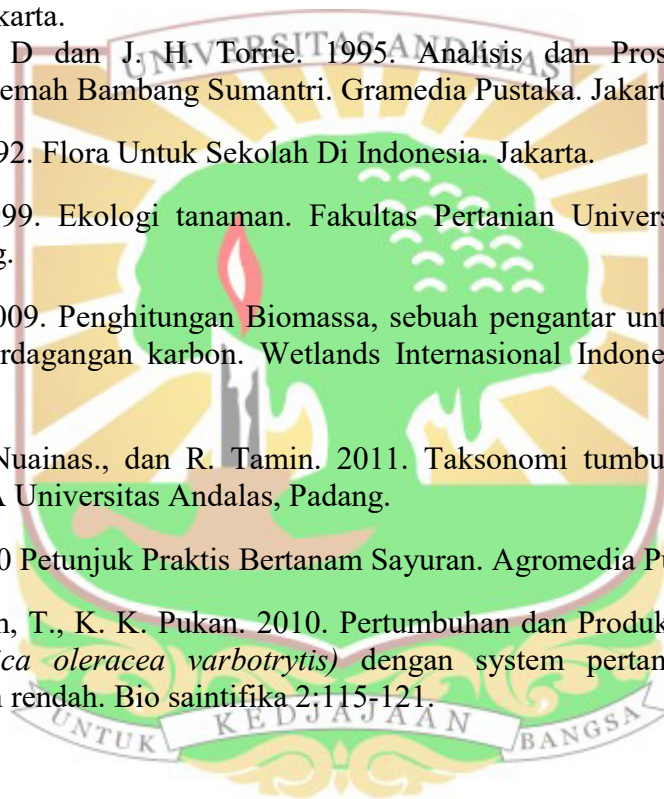 karta.
UNIVERSITAS ANDALAS
D dan J. H. Torrie. 1995. Analisis dan Pros
emah Bambang Sumantri. Gramedia Pustaka. Jakart
92. Flora Untuk Sekolah Di Indonesia. Jakarta.
999. Ekologi tanaman. Fakultas Pertanian Univers
g.
009. Penghitungan Biomassa, sebuah pengantar unt
erdagangan karbon. Wetlands Internasional Indone
Nuainas., dan R. Tamin. 2011. Taksonomi tumbu
A Universitas Andalas, Padang.
0 Petunjuk Praktis Bertanam Sayuran. Agromedia Pu
n, T., K. K. Pukan. 2010. Pertumbuhan dan Produk
ica oleracea varbotrytis) dengan system pertan
n rendah. Bio saintifika 2:115-121.
UNTUK KEDJAJAAN BANGSA